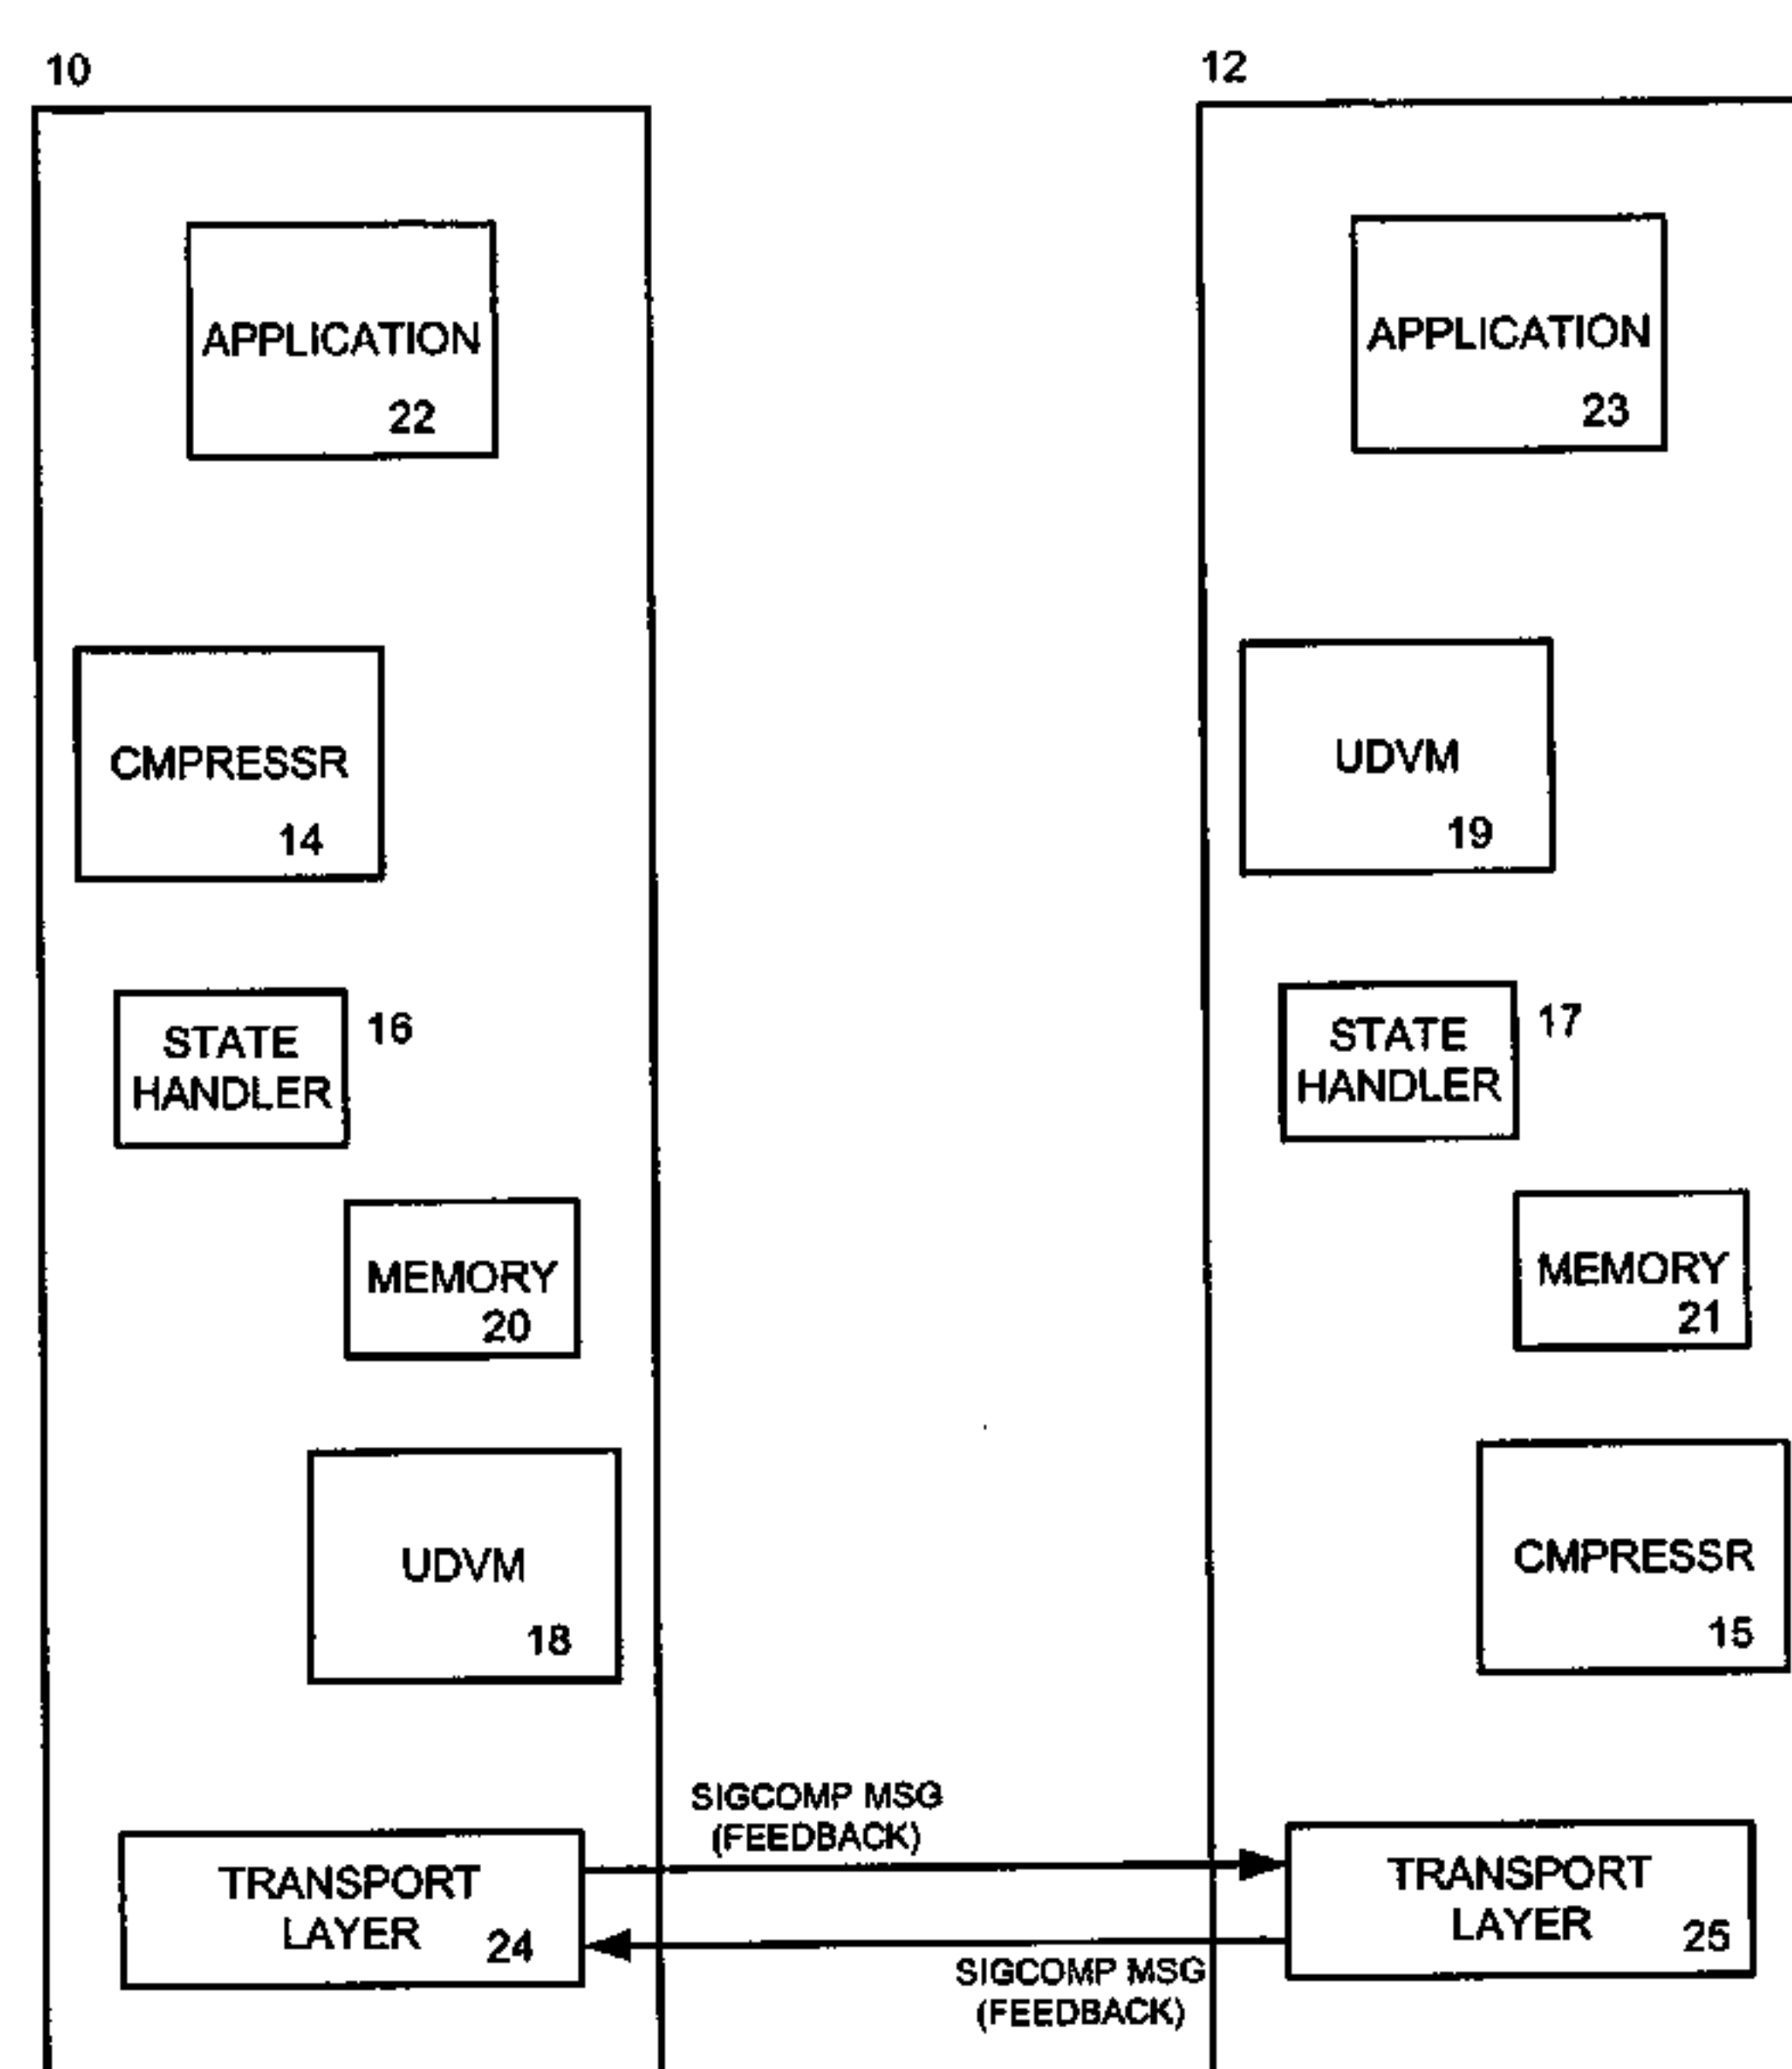 10
APPLICATION
22
CMPRESSR
14
STATE
HANDLER
16
MEMORY
20
UDVM
18
TRANSPORT
LAYER
24
SIGCOMP MSG
(FEEDBACK)
SIGCOMP MSG
(FEEDBACK)
12
APPLICATION
23
UDVM
19
STATE
HANDLER
17
MEMORY
21
CMPRESSR
15
TRANSPORT
LAYER
25